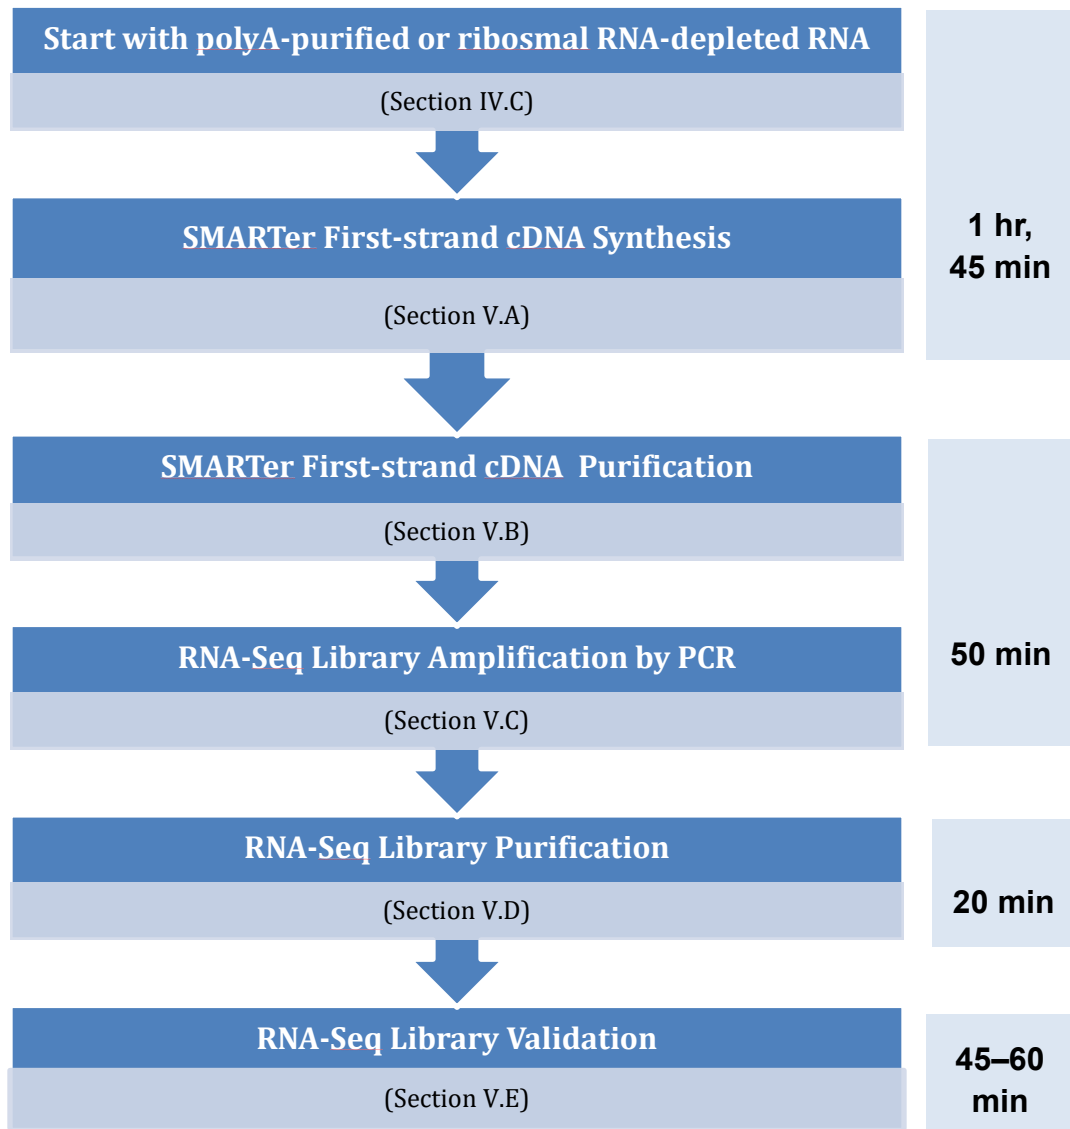 Start with polyA-purified or ribosmal RNA-depleted RNA
(Section IV.C)
SMARTer First-strand cDNA Synthesis
(Section V.A)
1 hr,
45 min
SMARTer First-strand cDNA Purification
(Section V.B)
RNA-Seq Library Amplification by PCR
(Section V.C)
50 min
RNA-Seq Library Purification
(Section V.D)
20 min
RNA-Seq Library Validation
(Section V.E)
45–60
min